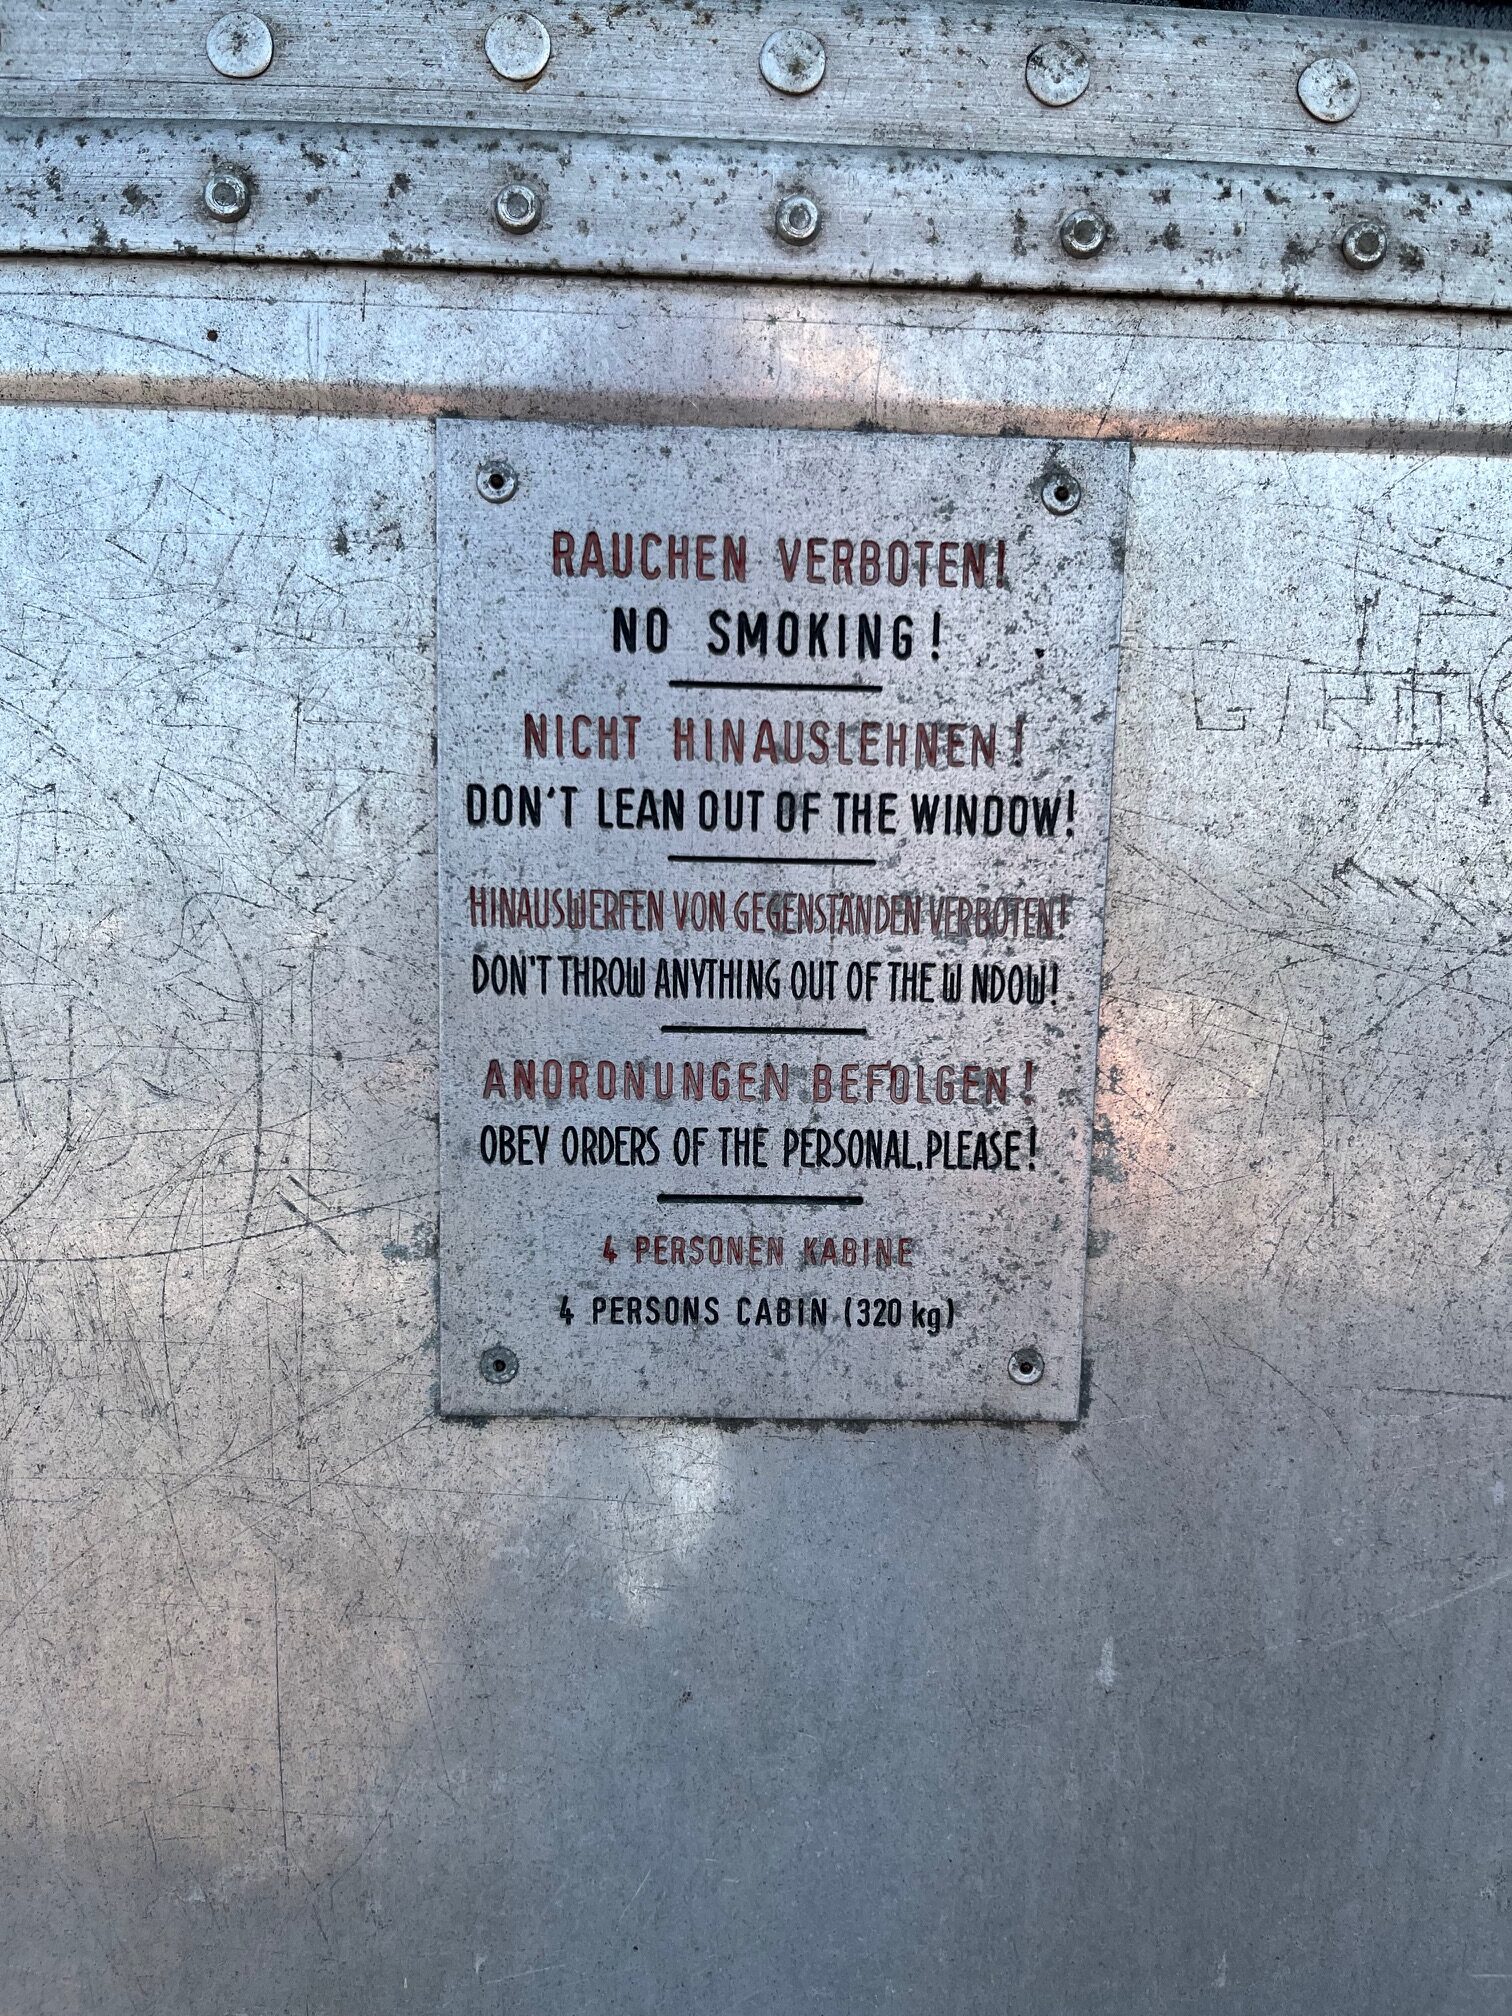 RAUCHEN VERBOTEN!
NO SMOKING!
NICHT HINAUSLEHNEN!
DON'T LEAN OUT OF THE WINDOW!
HINAUSWERFEN VON GEGENSTÄNDEN VERBOTEN!
DON'T THROW ANYTHING OUT OF THE W NDOW!
ANORDNUNGEN BEFOLGEN!
OBEY ORDERS OF THE PERSONAL,PLEASE!
4 PERSONEN KABINE
4 PERSONS CABIN (320 kg)